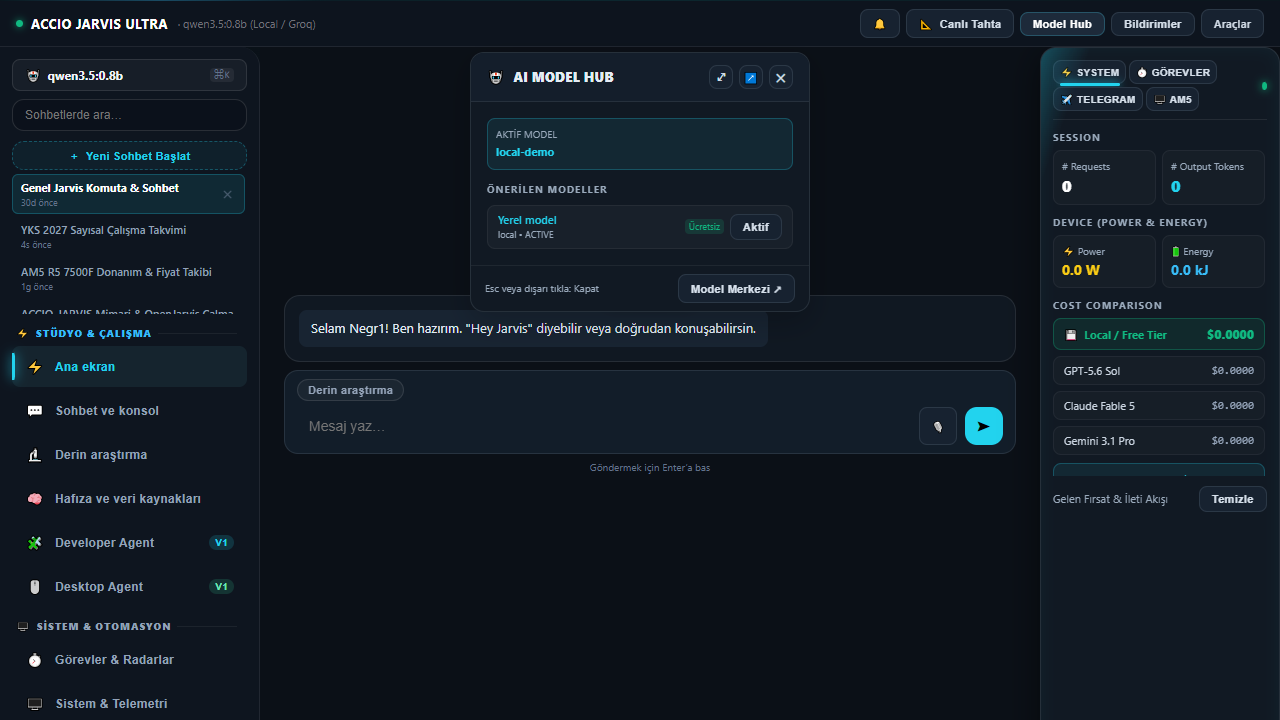 ACCIO JARVIS ULTRA · qwen3.5:0.8b (Local / Groq)
Canlı Tahta
Model Hub
Bildirimler
Araçlar
qwen3.5:0.8b ⌘K
Sohbetlerde ara...
+ Yeni Sohbet Başlat
Genel Jarvis Komuta & Sohbet
30d önce
YKS 2027 Sayısal Çalışma Takvimi
4s önce
AM5 R5 7500F Donanım & Fiyat Takibi
1g önce
STÜDYO & ÇALIŞMA
Ana ekran
Sohbet ve konsol
Derin araştırma
Hafıza ve veri kaynakları
Developer Agent V1
Desktop Agent V1
SİSTEM & OTOMASYON
Görevler & Radarlar
Sistem & Telemetri
AI MODEL HUB
AKTİF MODEL
local-demo
ÖNERİLEN MODELLER
Yerel model
local • ACTIVE
Ücretsiz
Aktif
Esc veya dışarı tıkla: Kapat
Model Merkezi ↗
Selam Negr1! Ben hazırım. "Hey Jarvis" diyebilir veya doğrudan konuşabilirsin.
Derin araştırma
Mesaj yaz...
Göndermek için Enter'a bas
SYSTEM
GÖREVLER
TELEGRAM
AM5
SESSION
# Requests
0
# Output Tokens
0
DEVICE (POWER & ENERGY)
Power
0.0 W
Energy
0.0 kJ
COST COMPARISON
Local / Free Tier $0.0000
GPT-5.6 Sol $0.0000
Claude Fable 5 $0.0000
Gemini 3.1 Pro $0.0000
Gelen Fırsat & İleti Akışı
Temizle